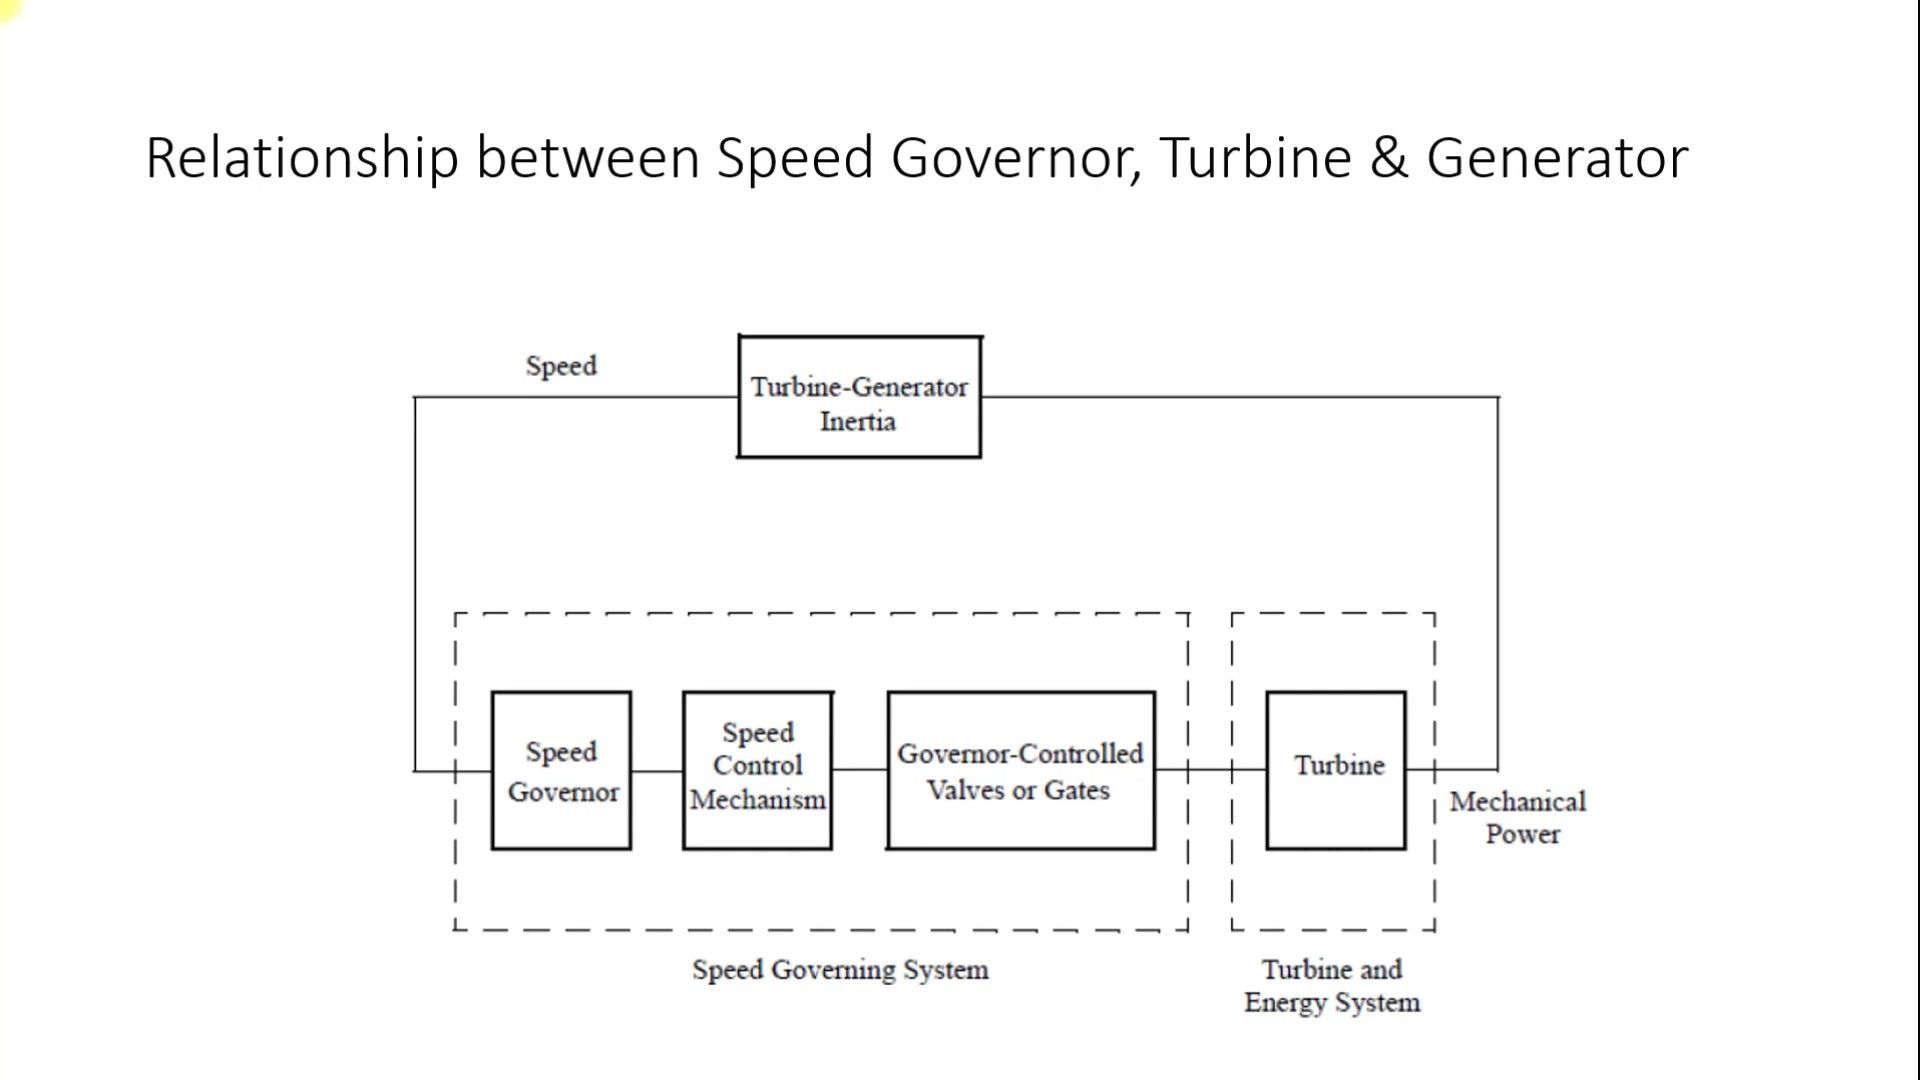 Relationship between Speed Governor, Turbine & Generator
Speed
Turbine-Generator
Inertia
Speed
Governor
Speed
Control
Mechanism
Governor-Controlled
Valves or Gates
Turbine
Mechanical
Power
Speed Governing System
Turbine and
Energy System